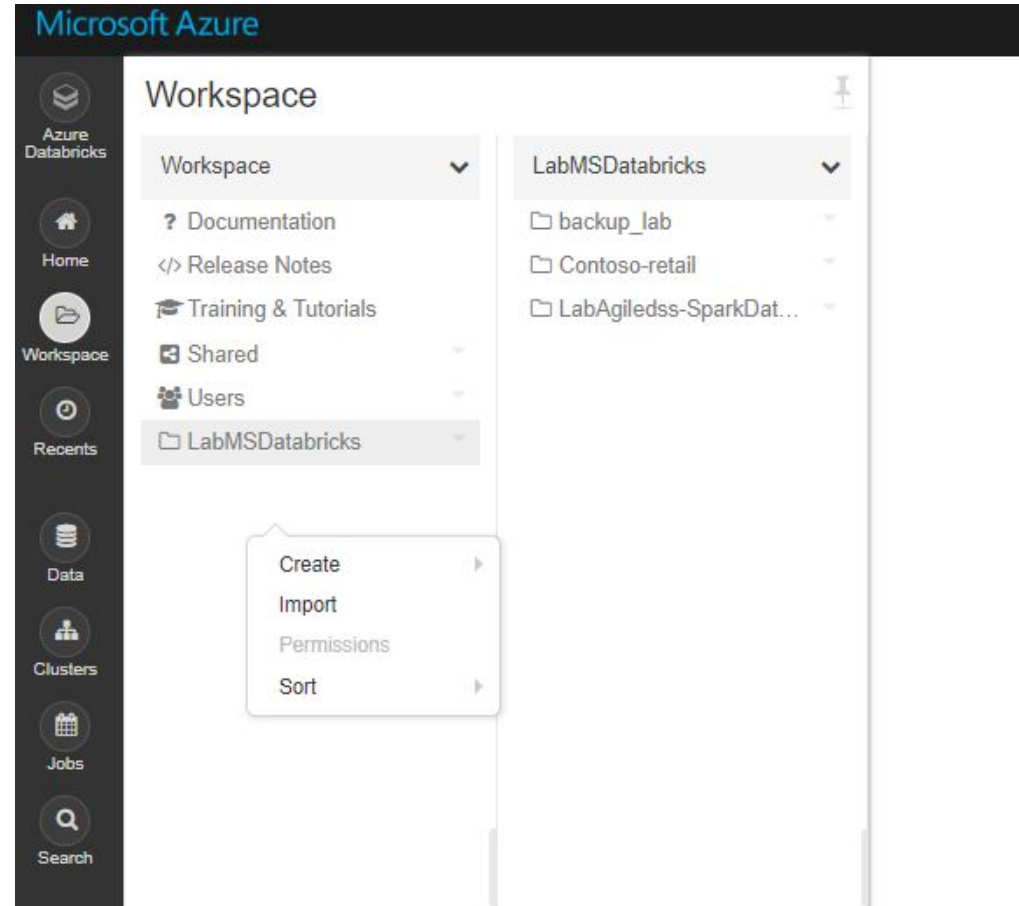 Microsoft Azure
Azure
Databricks
Home
Workspace
Recents
Data
Clusters
Jobs
Search
Workspace
Workspace
? Documentation
</> Release Notes
Training & Tutorials
Shared
Users
LabMSDatabricks
Create
Import
Permissions
Sort
LabMSDatabricks
backup_lab
Contoso-retail
LabAgiledss-SparkDat...